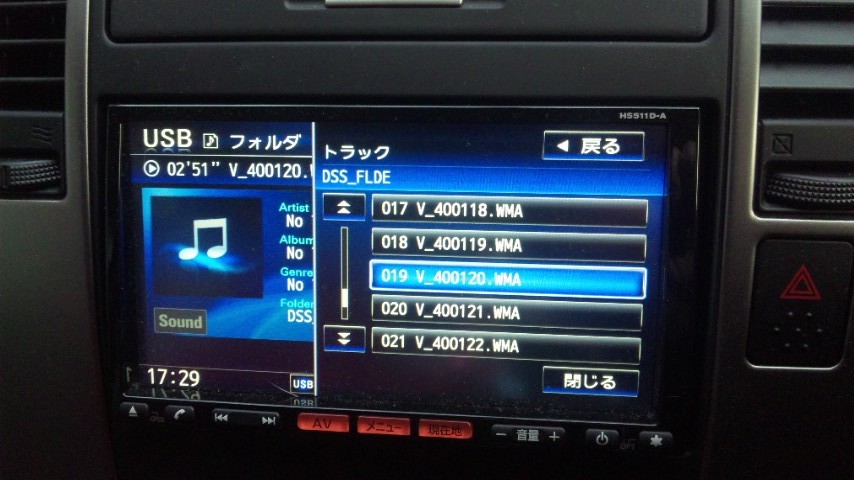 HS511D-A
USB フォルダ
02'51" V_400120.
Artist
No
Album
No
Genre
No
Folder
DSS_
Sound
17:29
USB
トラック
戻る
DSS_FLDE
017 V_400118.WMA
018 V_400119.WMA
019 V_400120.WMA
020 V_400121.WMA
021 V_400122.WMA
閉じる
AV
メニュー
現在地
− 音量 +